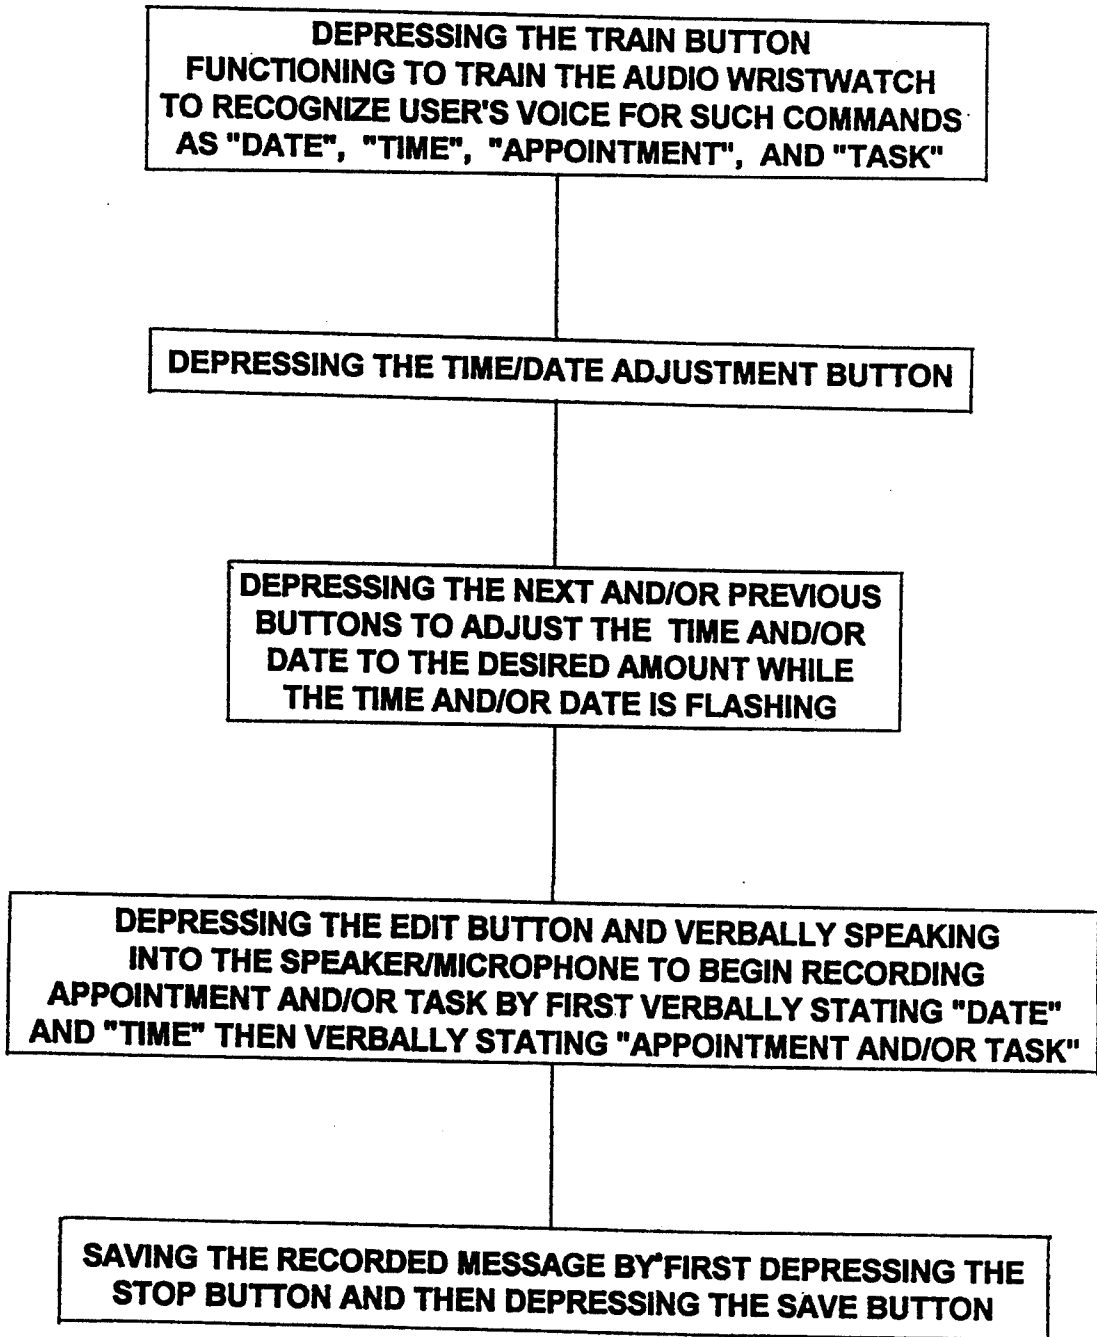 DEPRESSING THE TRAIN BUTTON
FUNCTIONING TO TRAIN THE AUDIO WRISTWATCH
TO RECOGNIZE USER'S VOICE FOR SUCH COMMANDS
AS "DATE", "TIME", "APPOINTMENT", AND "TASK"
DEPRESSING THE TIME/DATE ADJUSTMENT BUTTON
DEPRESSING THE NEXT AND/OR PREVIOUS
BUTTONS TO ADJUST THE TIME AND/OR
DATE TO THE DESIRED AMOUNT WHILE
THE TIME AND/OR DATE IS FLASHING
DEPRESSING THE EDIT BUTTON AND VERBALLY SPEAKING
INTO THE SPEAKER/MICROPHONE TO BEGIN RECORDING
APPOINTMENT AND/OR TASK BY FIRST VERBALLY STATING "DATE"
AND "TIME" THEN VERBALLY STATING "APPOINTMENT AND/OR TASK"
SAVING THE RECORDED MESSAGE BY FIRST DEPRESSING THE
STOP BUTTON AND THEN DEPRESSING THE SAVE BUTTON